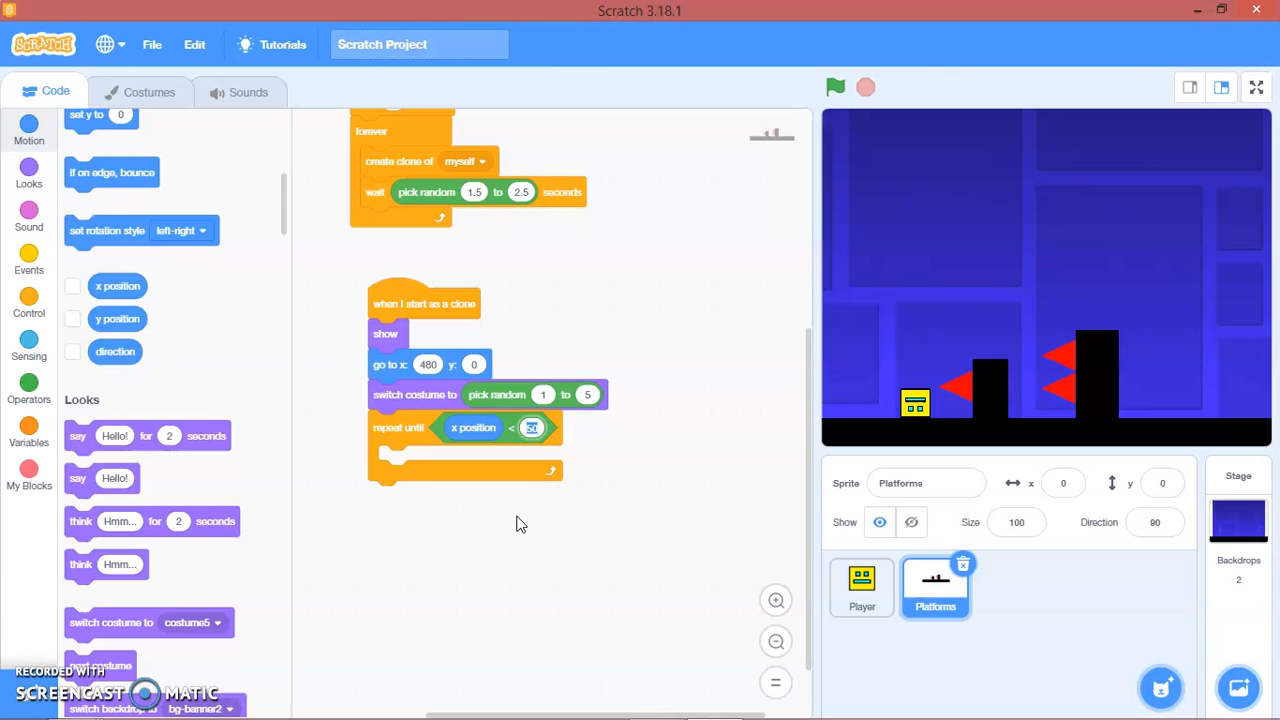 Scratch 3.18.1
SCRATCH File Edit Tutorials Scratch Project
Code Costumes Sounds
Motion
Looks
Sound
Events
Control
Sensing
Operators
Variables
My Blocks
set y to 0
if on edge, bounce
set rotation style left-right
x position
y position
direction
Looks
say Hello! for 2 seconds
say Hello!
think Hmm... for 2 seconds
think Hmm...
switch costume to costume5
next costume
switch backdrop to bg-banner2
forever
create clone of myself
wait pick random 1.5 to 2.5 seconds
when I start as a clone
show
go to x: 480 y: 0
switch costume to pick random 1 to 5
repeat until x position < 50
Sprite Platforms x 0 y 0
Show Size 100 Direction 90
Player
Platforms
Stage
Backdrops
2
RECORDED WITH
SCREENCAST MATIC